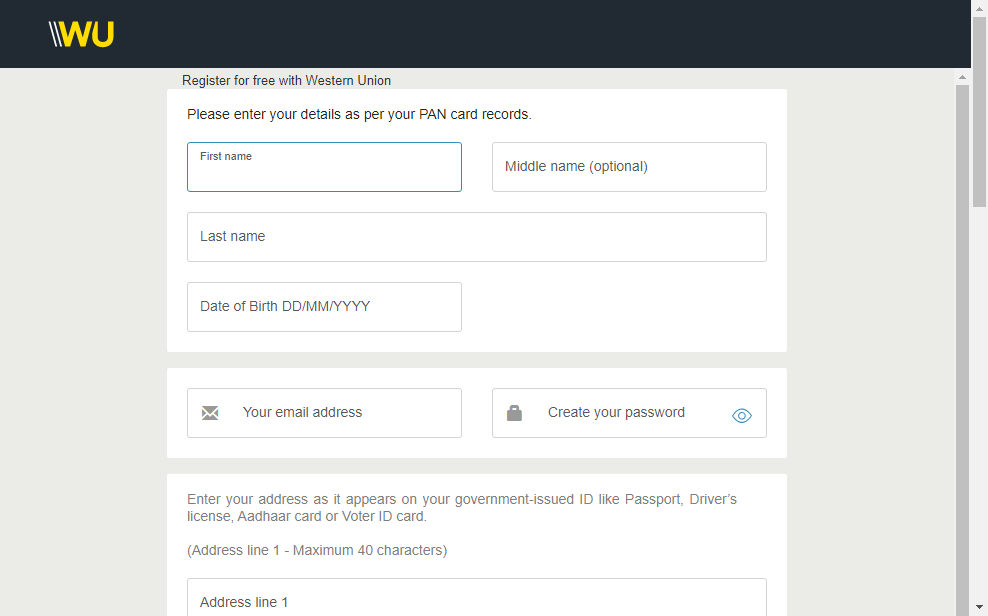 WU
Register for free with Western Union
Please enter your details as per your PAN card records.
First name
Middle name (optional)
Last name
Date of Birth DD/MM/YYYY
Your email address
Create your password
Enter your address as it appears on your government-issued ID like Passport, Driver’s
license, Aadhaar card or Voter ID card.
(Address line 1 - Maximum 40 characters)
Address line 1